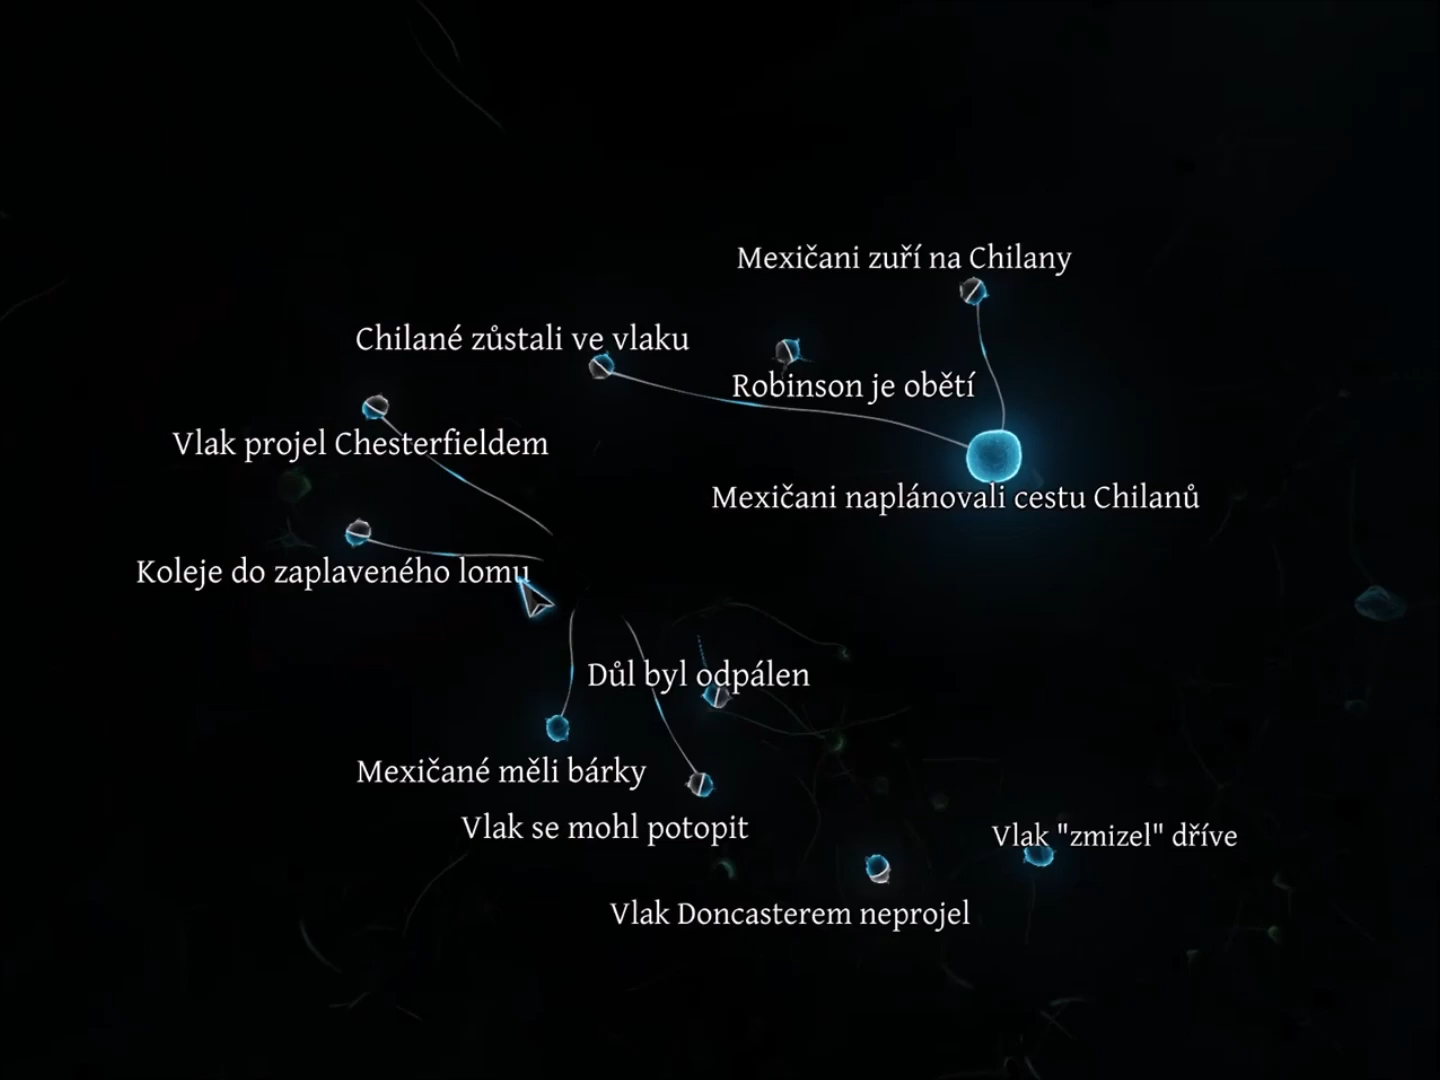 Mexičani zuří na Chilany
Chilané zůstali ve vlaku
Robinson je obětí
Vlak projel Chesterfieldem
Mexičani naplánovali cestu Chilanů
Koleje do zaplaveného lomu
Důl byl odpálen
Mexičané měli bárky
Vlak se mohl potopit
Vlak "zmizel" dříve
Vlak Doncasterem neprojel